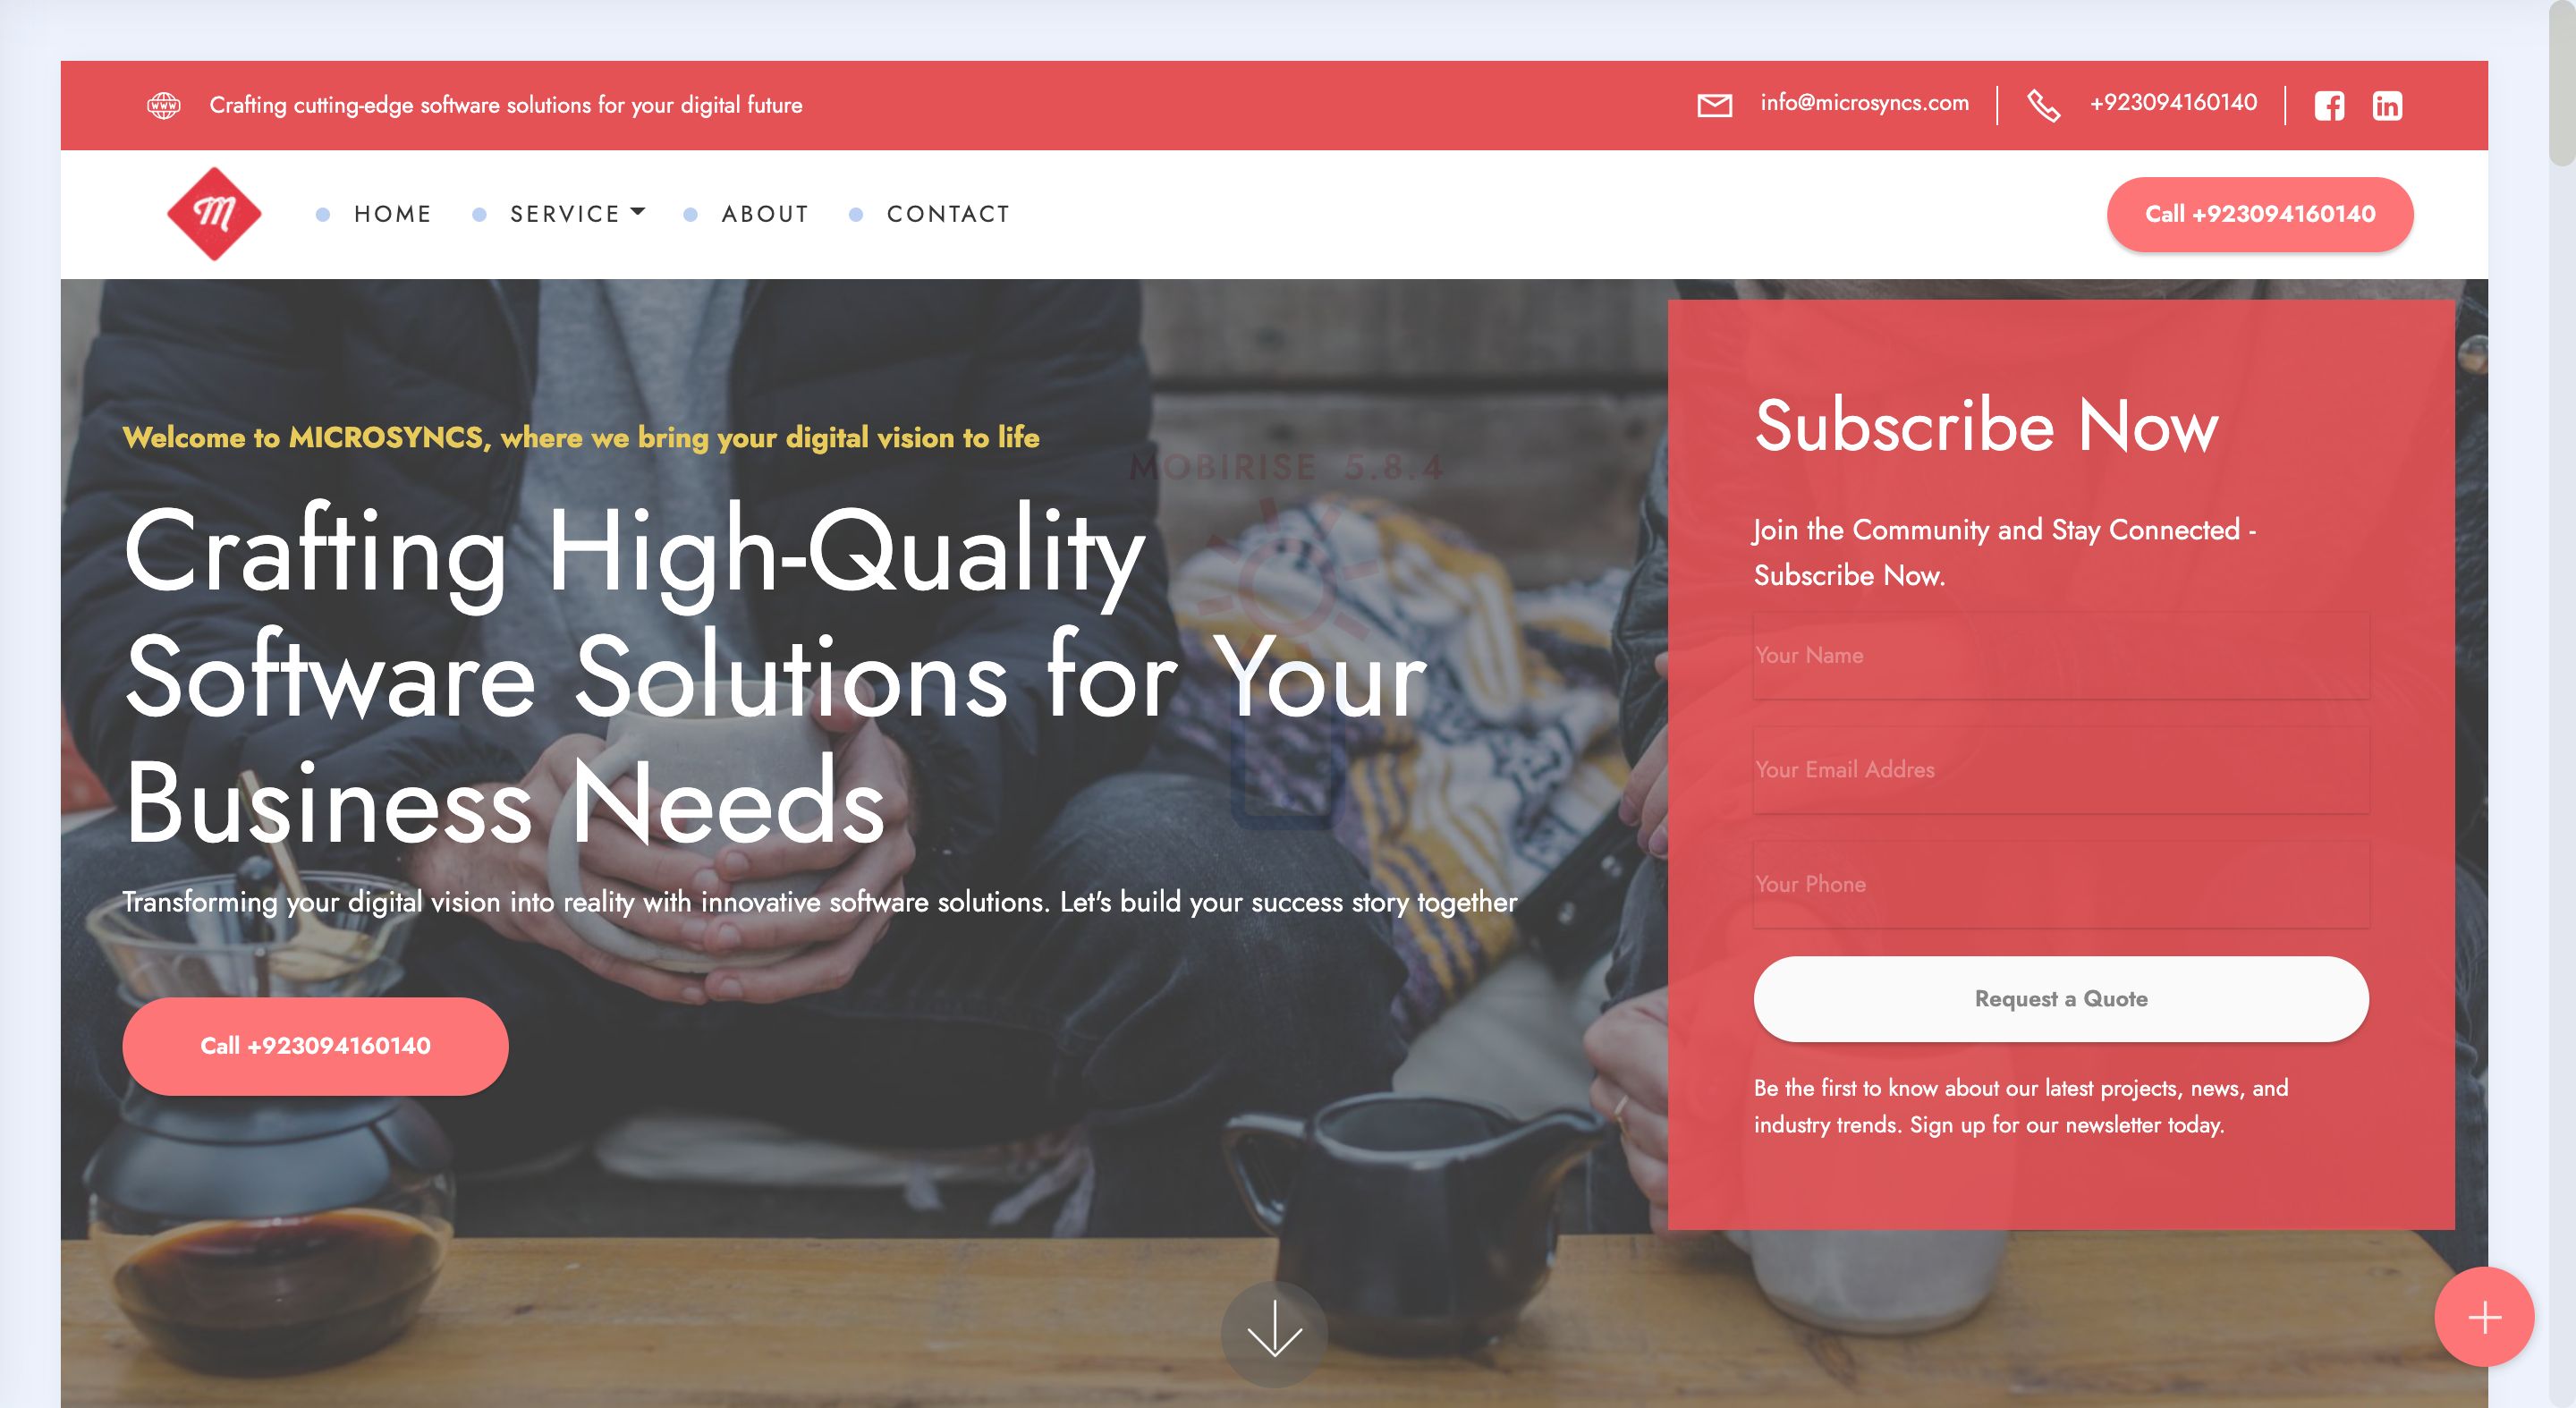 WWW
Crafting cutting-edge software solutions for your digital future
info@microsyncs.com
+923094160140
in
M
HOME
SERVICE
ABOUT
CONTACT
Call +923094160140
Welcome to MICROSYNCS, where we bring your digital vision to life
Crafting High-Quality
Software Solutions for Your
Business Needs
Transforming your digital vision into reality with innovative software solutions. Let's build your success story together
Call +923094160140
MOBIRISE 5.8.4
Subscribe Now
Join the Community and Stay Connected -
Subscribe Now.
Your Name
Your Email Addres
Your Phone
Request a Quote
Be the first to know about our latest projects, news, and
industry trends. Sign up for our newsletter today.